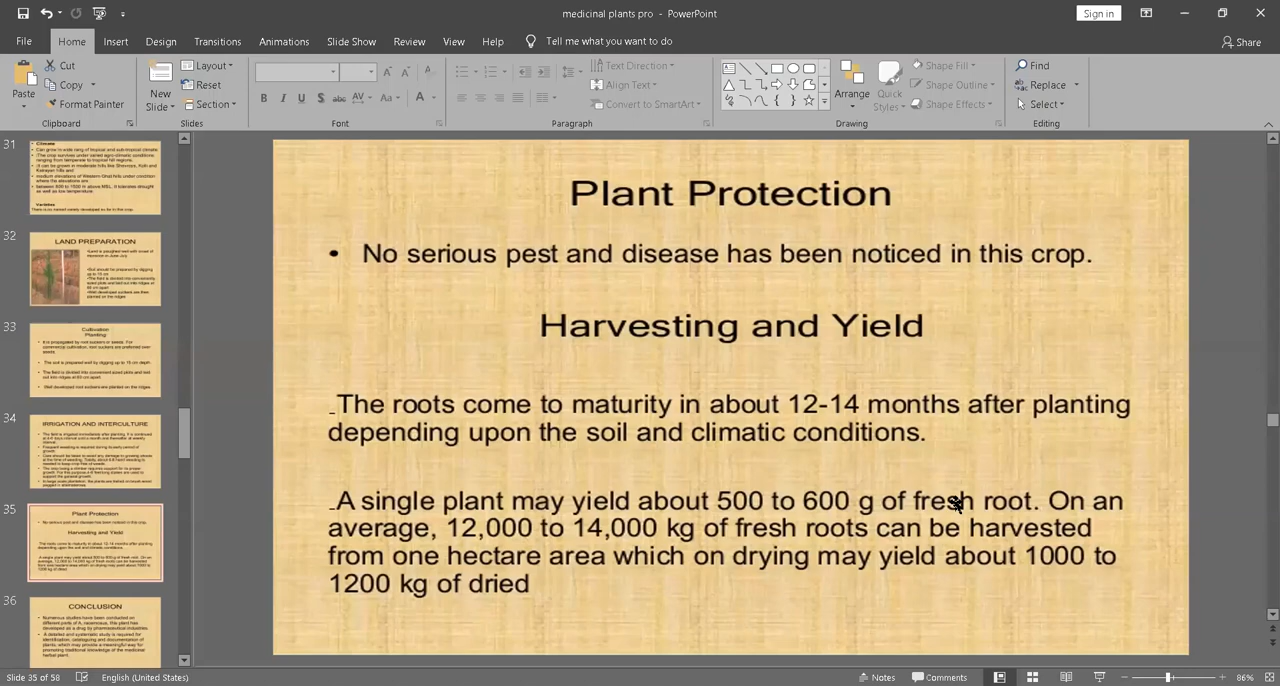 medicinal plants pro - PowerPoint
Sign in
File Home Insert Design Transitions Animations Slide Show Review View Help Tell me what you want to do Share
Paste
Cut
Copy
Format Painter
Clipboard
New Slide
Layout
Reset
Section
Slides
Font
Text Direction
Align Text
Convert to SmartArt
Paragraph
Arrange
Quick Styles
Shape Fill
Shape Outline
Shape Effects
Drawing
Find
Replace
Select
Editing
31
Climate
32
LAND PREPARATION
33
Cultivation
Planting:
34
IRRIGATION AND INTERCULTURE
35
Plant Protection
Harvesting and Yield
36
CONCLUSION
Plant Protection
• No serious pest and disease has been noticed in this crop.
Harvesting and Yield
The roots come to maturity in about 12-14 months after planting
depending upon the soil and climatic conditions.
A single plant may yield about 500 to 600 g of fresh root. On an
average, 12,000 to 14,000 kg of fresh roots can be harvested
from one hectare area which on drying may yield about 1000 to
1200 kg of dried
Slide 35 of 58 English (United States) Notes Comments 86%